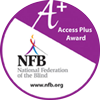 A+
Access Plus
Award
NFB
National Federation
of the Blind
www.nfb.org